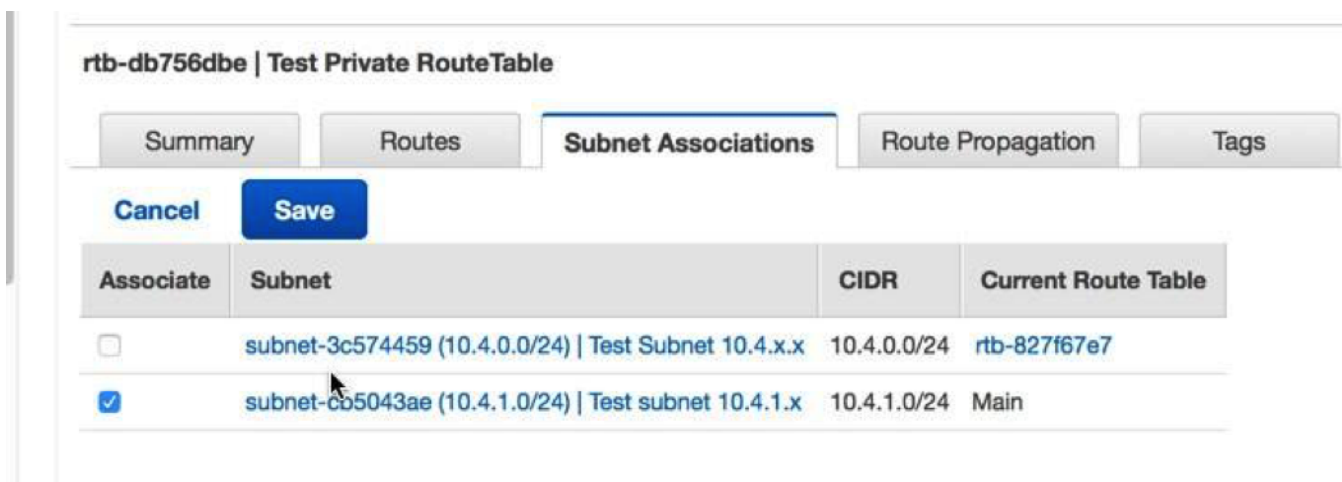 rtb-db756dbe | Test Private RouteTable
Summary Routes Subnet Associations Route Propagation Tags
Cancel Save
Associate Subnet CIDR Current Route Table
subnet-3c574459 (10.4.0.0/24) | Test Subnet 10.4.x.x 10.4.0.0/24 rtb-827f67e7
subnet-cb5043ae (10.4.1.0/24) | Test subnet 10.4.1.x 10.4.1.0/24 Main